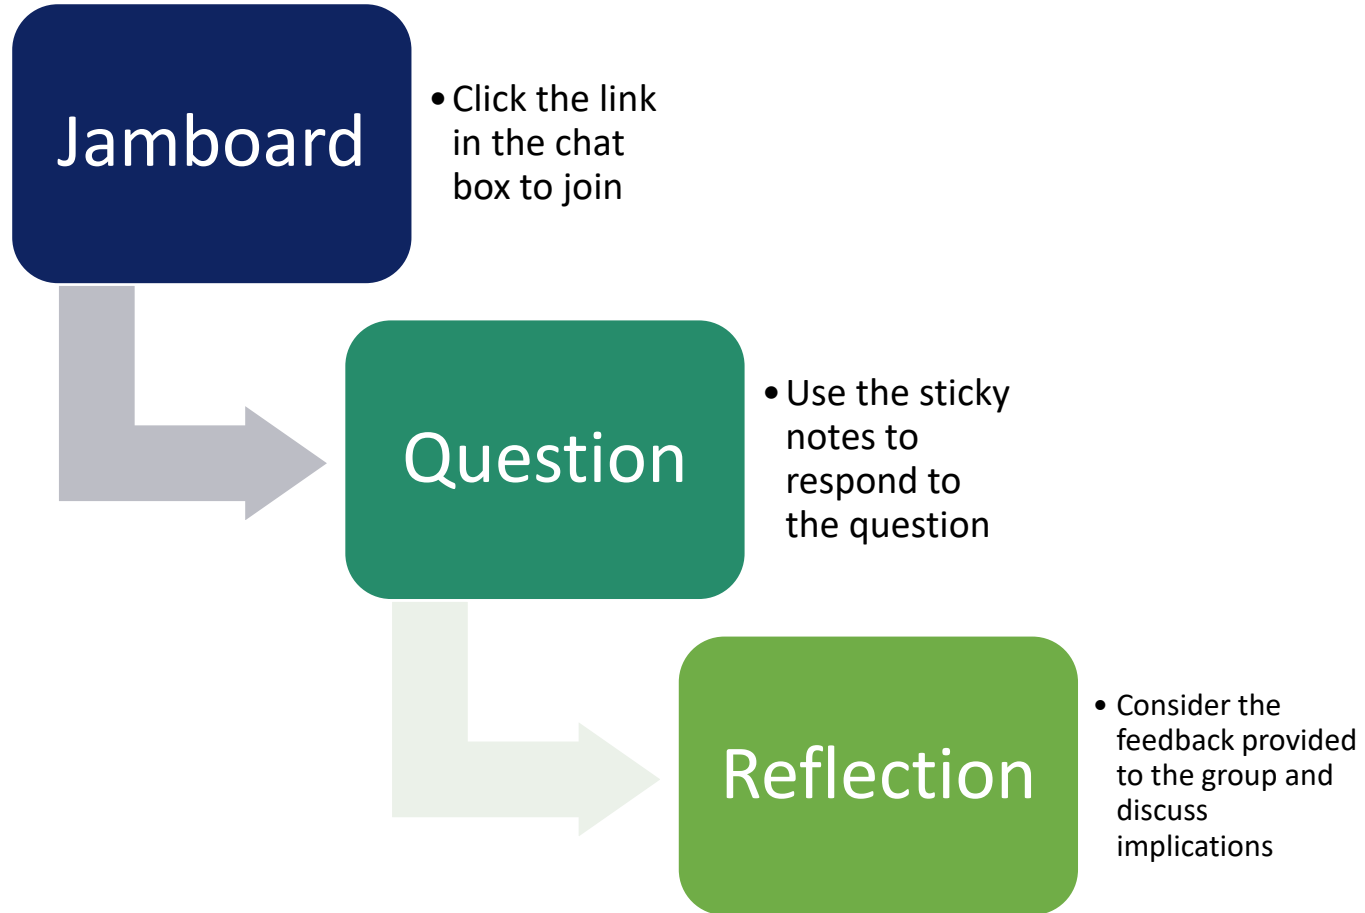 Jamboard
• Click the link
in the chat
box to join
Question
• Use the sticky
notes to
respond to
the question
Reflection
• Consider the
feedback provided
to the group and
discuss
implications